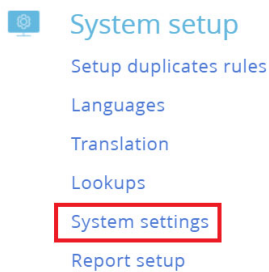 System setup
Setup duplicates rules
Languages
Translation
Lookups
System settings
Report setup